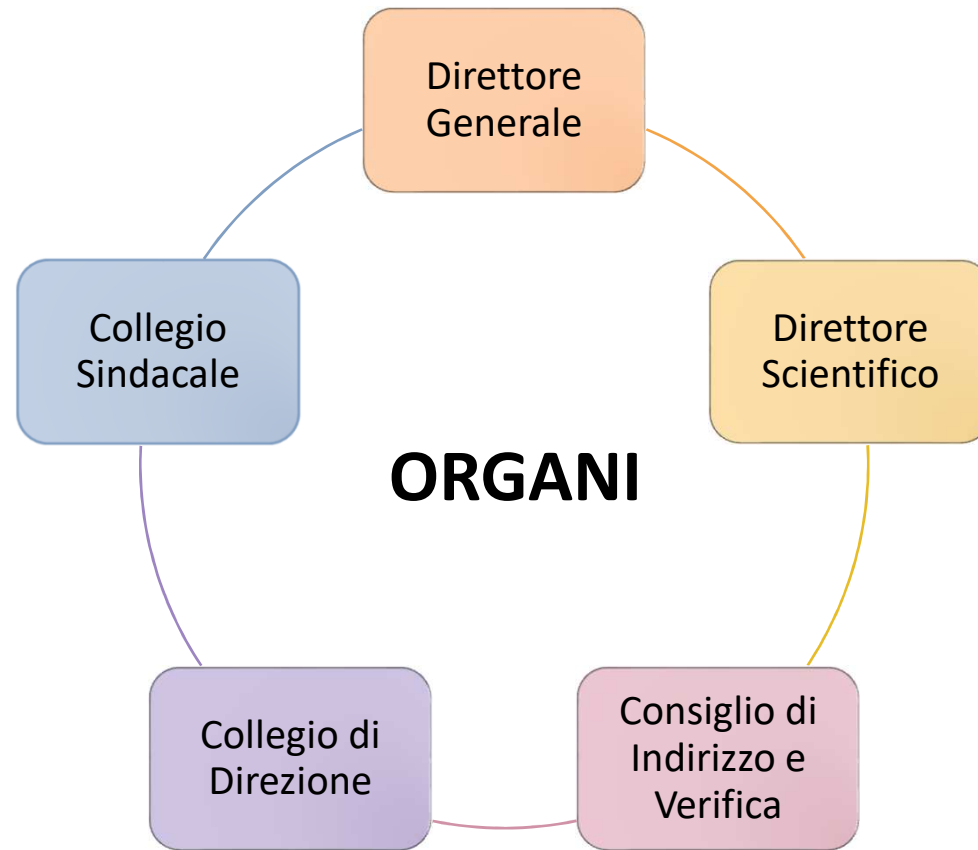 Direttore
Generale
Direttore
Scientifico
Consiglio di
Indirizzo e
Verifica
Collegio di
Direzione
Collegio
Sindacale
ORGANI